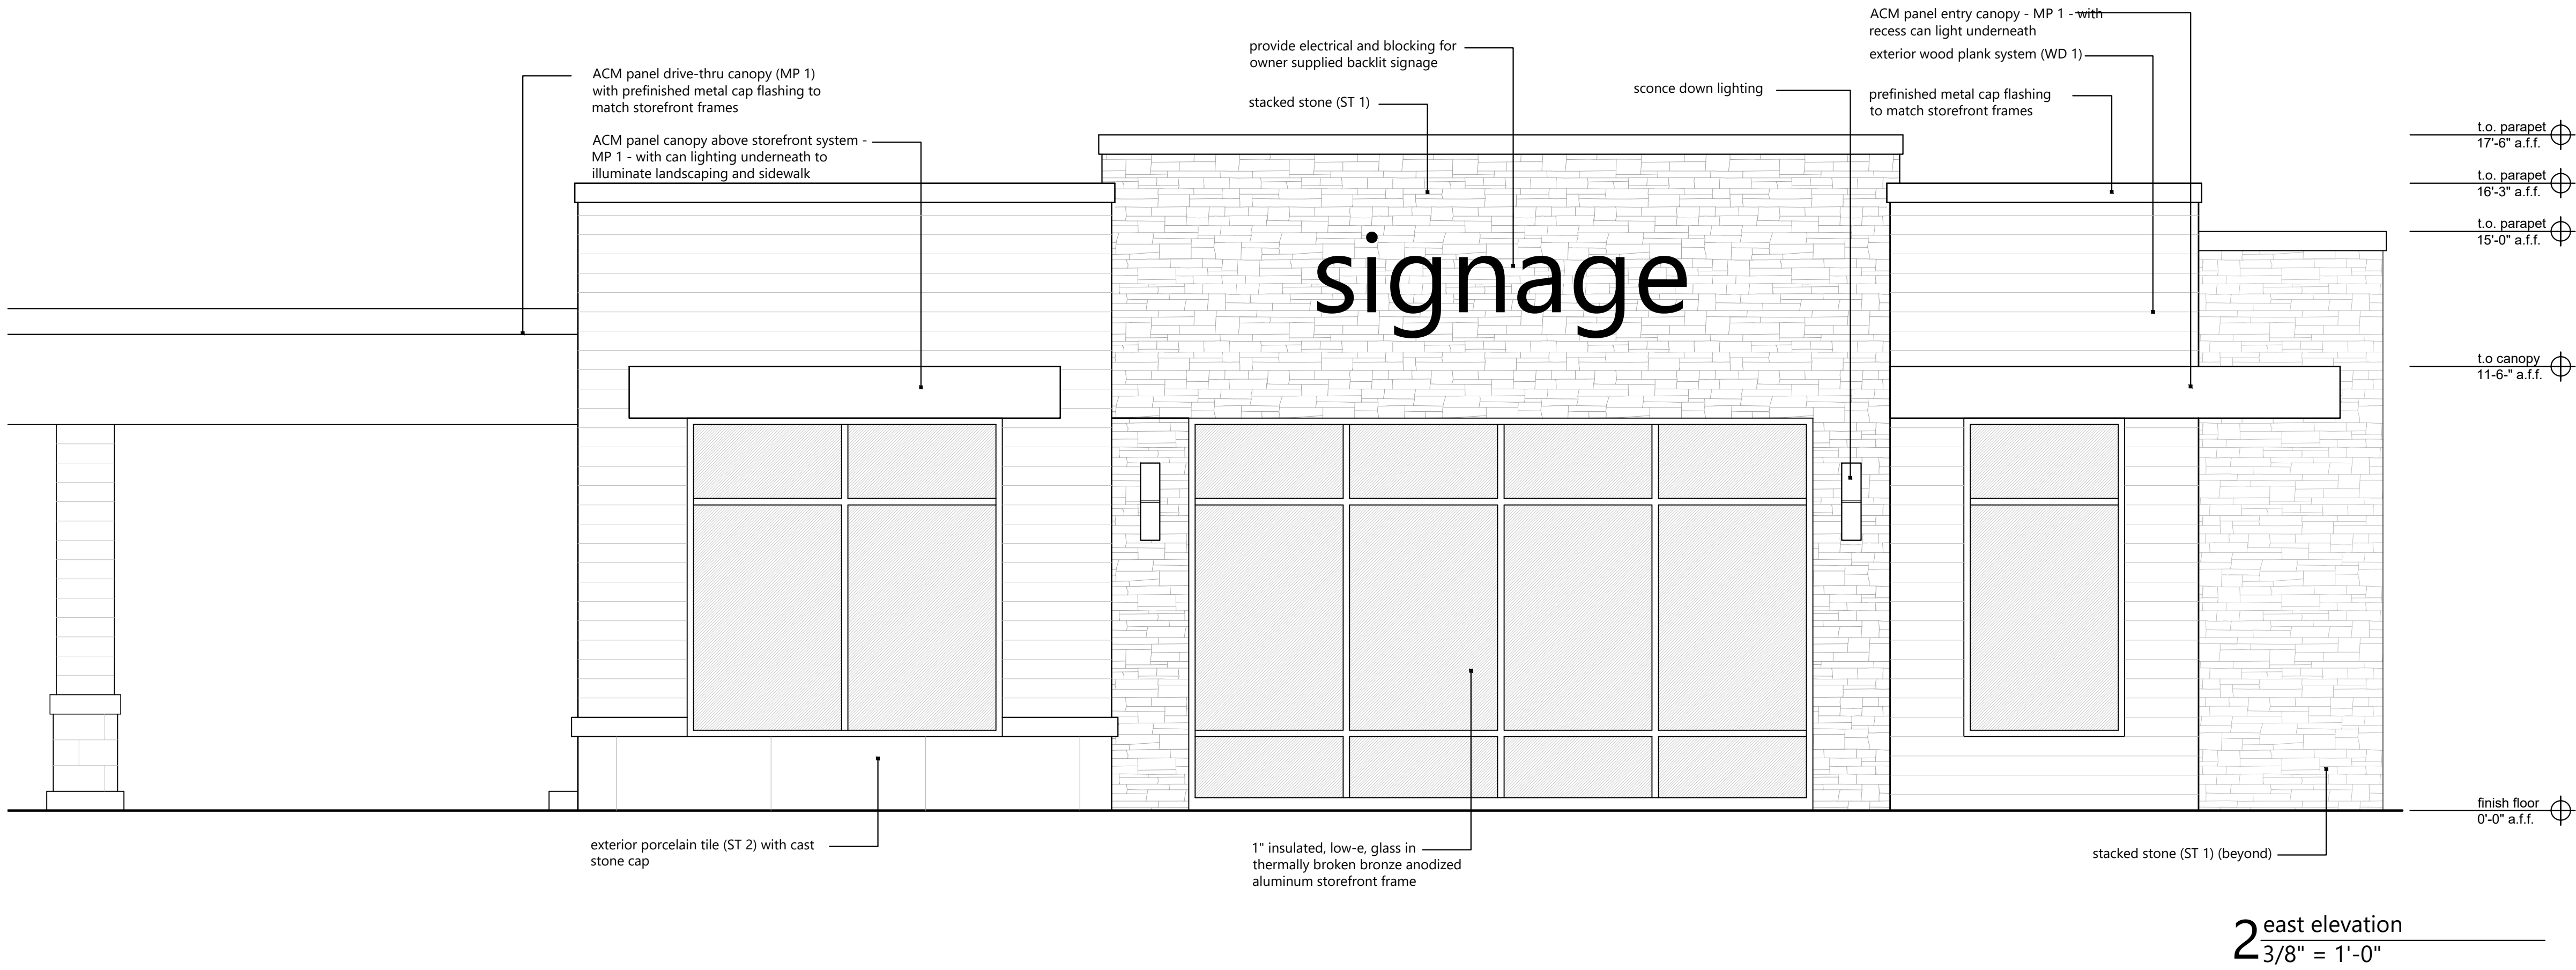 ACM panel entry canopy - MP 1 - with
recess can light underneath
exterior wood plank system (WD 1)
prefinished metal cap flashing
to match storefront frames
provide electrical and blocking for
owner supplied backlit signage
stacked stone (ST 1)
sconce down lighting
ACM panel drive-thru canopy (MP 1)
with prefinished metal cap flashing to
match storefront frames
ACM panel canopy above storefront system -
MP 1 - with can lighting underneath to
illuminate landscaping and sidewalk
t.o. parapet
17'-6" a.f.f.
t.o. parapet
16'-3" a.f.f.
t.o. parapet
15'-0" a.f.f.
signage
t.o canopy
11-6-" a.f.f.
finish floor
0'-0" a.f.f.
exterior porcelain tile (ST 2) with cast
stone cap
1" insulated, low-e, glass in
thermally broken bronze anodized
aluminum storefront frame
stacked stone (ST 1) (beyond)
2 east elevation
3/8" = 1'-0"